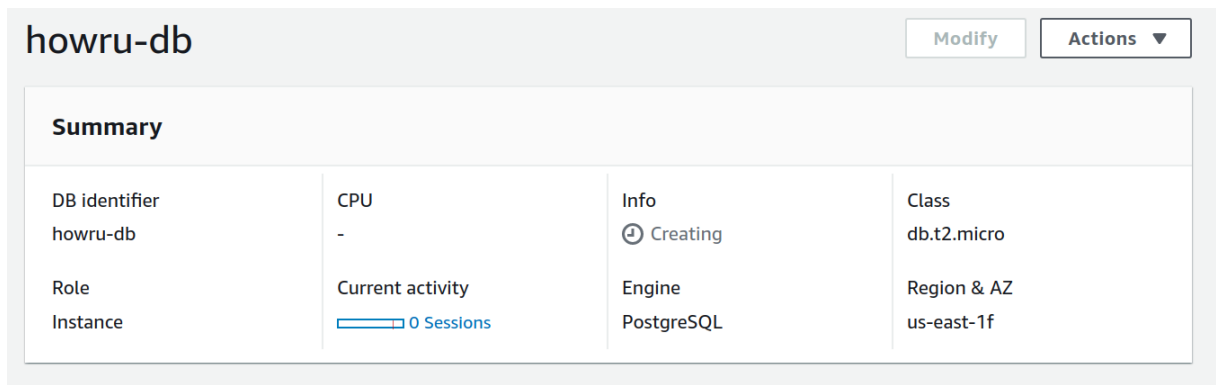 howru-db
Modify
Actions
Summary
DB identifier
howru-db
CPU
-
Info
Creating
Class
db.t2.micro
Role
Instance
Current activity
0 Sessions
Engine
PostgreSQL
Region & AZ
us-east-1f